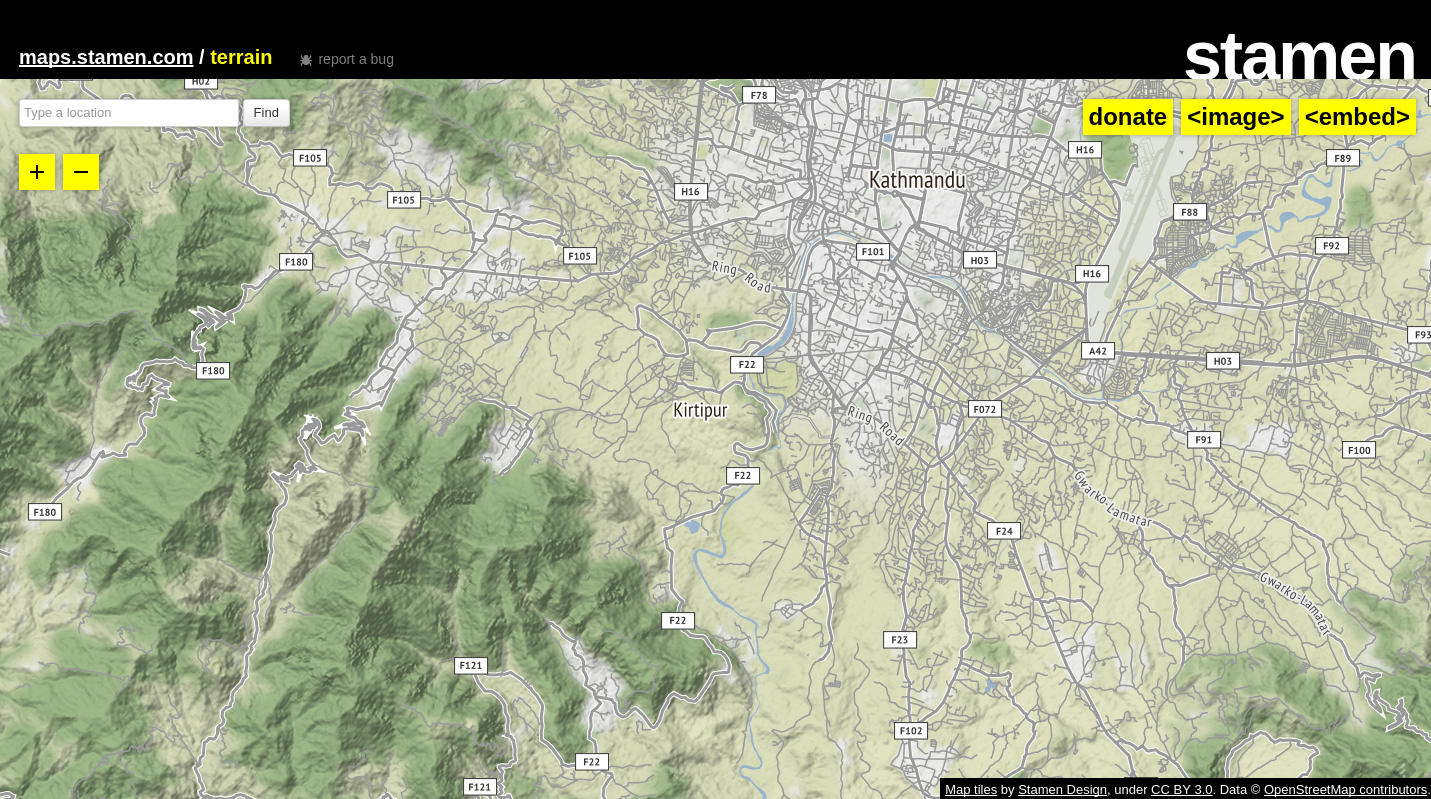 maps.stamen.com / terrain
report a bug
stamen
H02
F78
Type a location
Find
donate
<image>
<embed>
H16
F105
F89
Kathmandu
H16
F105
F88
F92
F101
F105
H03
F180
H16
Ring Road
F93
A42
F22
H03
F180
Kirtipur
F072
Ring Road
F91
F100
F22
Gwarko-Lamatar
F180
F24
Gwarko-Lamatar
F22
F23
F121
F102
F22
F121
Map tiles by Stamen Design, under CC BY 3.0. Data © OpenStreetMap contributors.